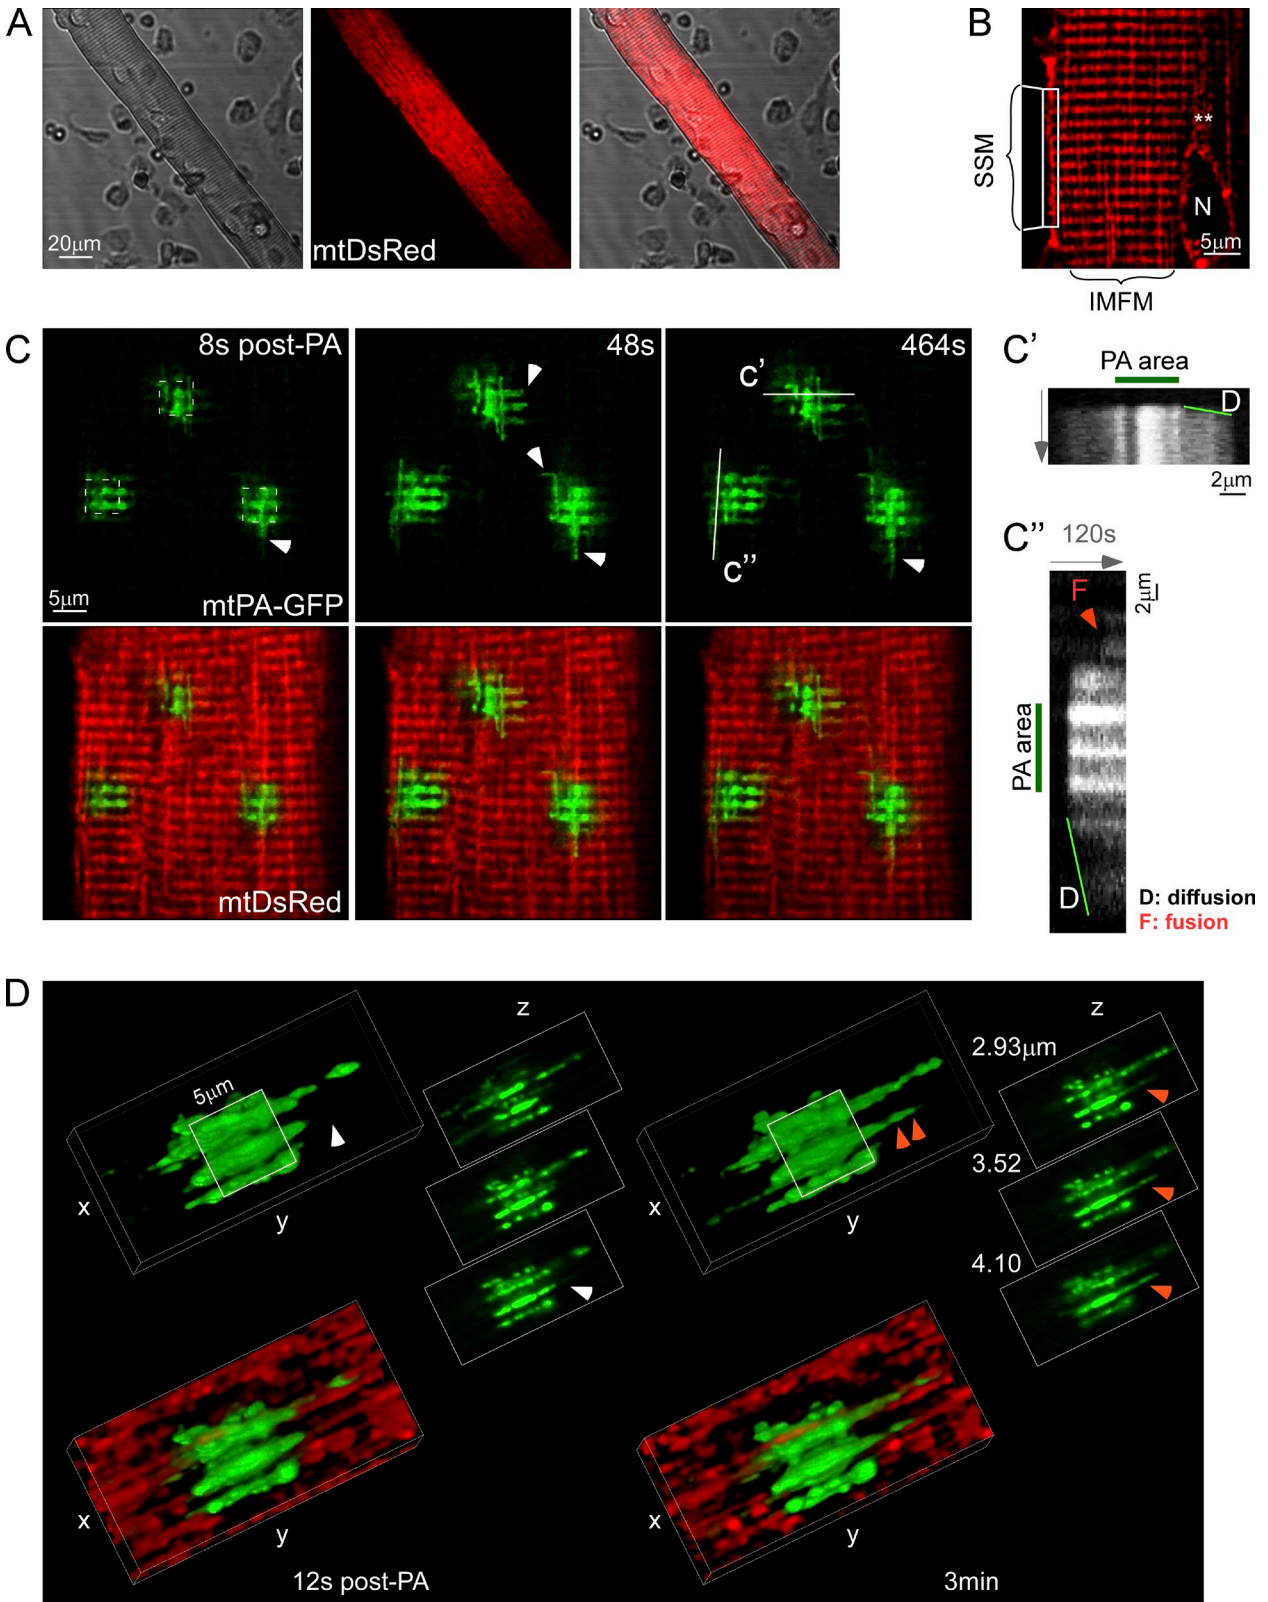 A
20µm
mtDsRed
B
SSM
**
N
5µm
IMFM
C
8s post-PA
48s
464s
c’
c’’
5µm
mtPA-GFP
mtDsRed
C’
PA area
D
2µm
C’’
120s
F
2µm
PA area
D
D: diffusion
F: fusion
D
z
z
5µm
2.93µm
3.52
4.10
x
y
x
y
x
y
x
y
12s post-PA
3min